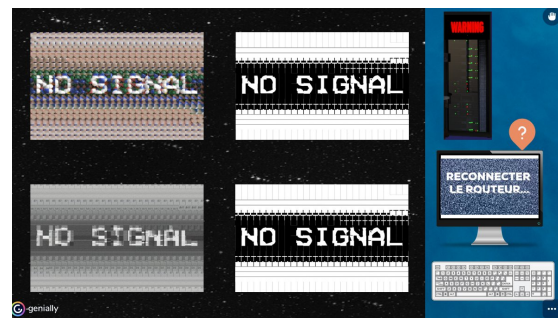 NO SIGNAL
NO SIGNAL
NO SIGNAL
NO SIGNAL
WARNING
?
RECONNECTER
LE ROUTEUR...
genially